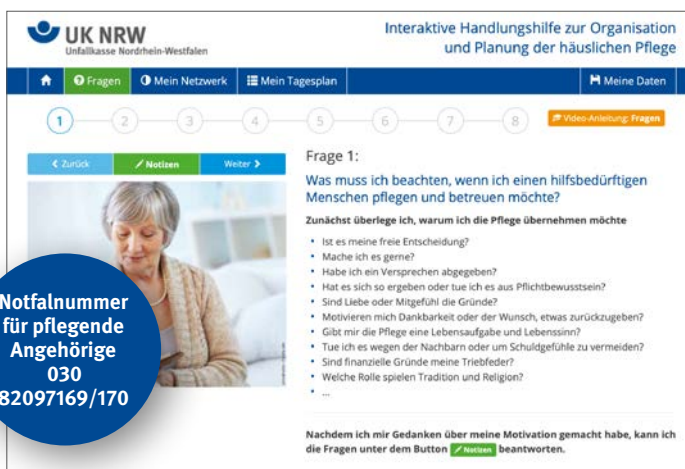 UK NRW
Unfallkasse Nordrhein-Westfalen
Interaktive Handlungshilfe zur Organisation
und Planung der häuslichen Pflege
Fragen
Mein Netzwerk
Mein Tagesplan
Meine Daten
1 2 3 4 5 6 7 8
Video-Anleitung: Fragen
Zurück
Notizen
Weiter
Frage 1:
Was muss ich beachten, wenn ich einen hilfsbedürftigen
Menschen pflegen und betreuen möchte?
Zunächst überlege ich, warum ich die Pflege übernehmen möchte
• Ist es meine freie Entscheidung?
• Mache ich es gerne?
• Habe ich ein Versprechen abgegeben?
• Hat es sich so ergeben oder tue ich es aus Pflichtbewusstsein?
• Sind Liebe oder Mitgefühl die Gründe?
• Motivieren mich Dankbarkeit oder der Wunsch, etwas zurückzugeben?
• Gibt mir die Pflege eine Lebensaufgabe und Lebenssinn?
• Tue ich es wegen der Nachbarn oder um Schuldgefühle zu vermeiden?
• Sind finanzielle Gründe meine Triebfeder?
• Welche Rolle spielen Tradition und Religion?
• ...
Nachdem ich mir Gedanken über meine Motivation gemacht habe, kann ich
die Fragen unter dem Button Notizen beantworten.
Notfalnummer
für pflegende
Angehörige
030
82097169/170